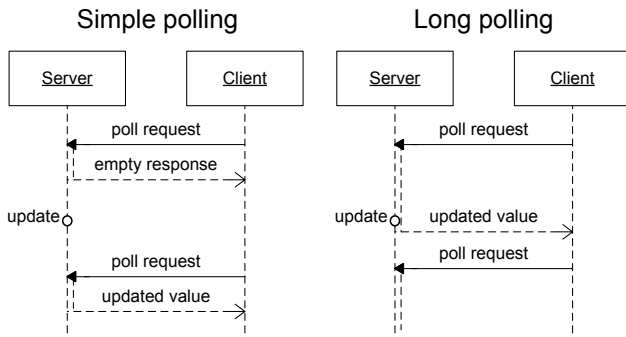 Simple polling
Server Client
poll request
empty response
update
poll request
updated value
Long polling
Server Client
poll request
update
updated value
poll request